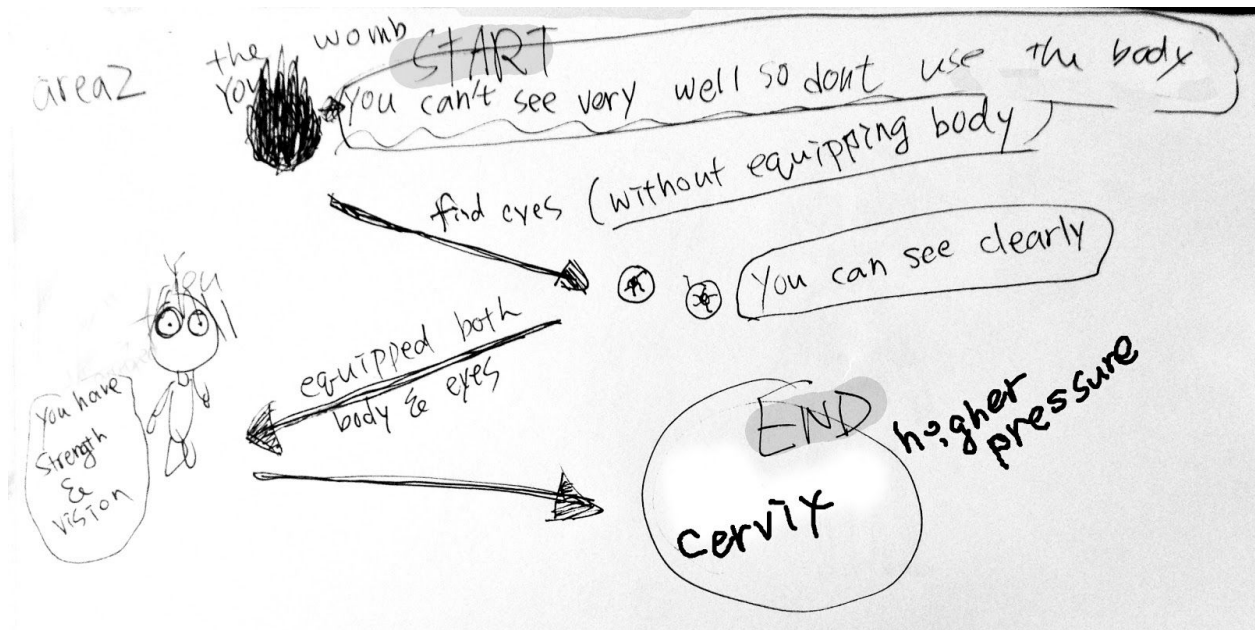 area2
the womb
START
You
you can't see very well so dont use the body
find eyes (without equipping body)
You can see clearly
You
equipped both
body & eyes
You have
strength
&
vision
END
higher
pressure
cervix